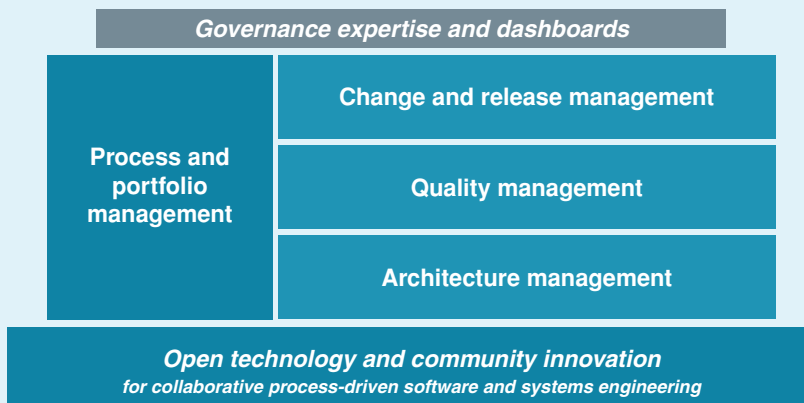 Governance expertise and dashboards
Process and
portfolio
management
Change and release management
Quality management
Architecture management
Open technology and community innovation
for collaborative process-driven software and systems engineering